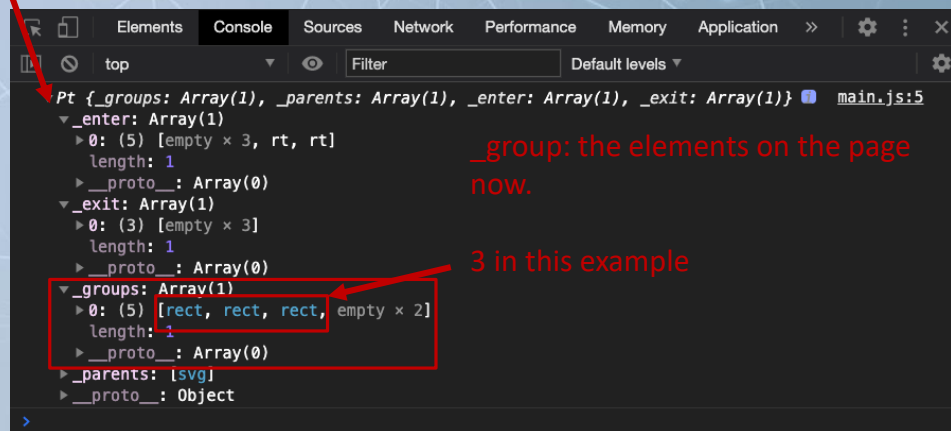 Elements Console Sources Network Performance Memory Application »
top Filter Default levels
Pt {_groups: Array(1), _parents: Array(1), _enter: Array(1), _exit: Array(1)} i main.js:5
_enter: Array(1)
0: (5) [empty × 3, rt, rt]
length: 1
__proto__: Array(0)
_group: the elements on the page
now.
_exit: Array(1)
0: (3) [empty × 3]
length: 1
__proto__: Array(0)
3 in this example
_groups: Array(1)
0: (5) [rect, rect, rect, empty × 2]
length: 1
__proto__: Array(0)
_parents: [svg]
__proto__: Object
>